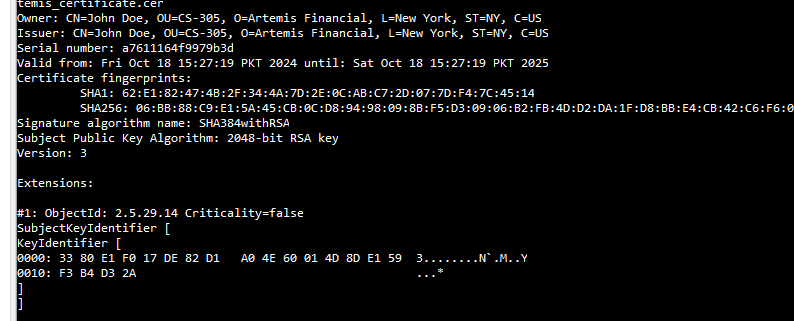 temis_certificate.cer
Owner: CN=John Doe, OU=CS-305, O=Artemis Financial, L=New York, ST=NY, C=US
Issuer: CN=John Doe, OU=CS-305, O=Artemis Financial, L=New York, ST=NY, C=US
Serial number: a7611164f9979b3d
Valid from: Fri Oct 18 15:27:19 PKT 2024 until: Sat Oct 18 15:27:19 PKT 2025
Certificate fingerprints:
SHA1: 62:E1:82:47:4B:2F:34:4A:7D:2E:0C:AB:C7:2D:07:7D:F4:7C:45:14
SHA256: 06:BB:88:C9:E1:5A:45:CB:0C:D8:94:98:09:8B:F5:D3:09:06:B2:FB:4D:D2:DA:1F:D8:BB:E4:CB:42:C6:F6:0
Signature algorithm name: SHA384withRSA
Subject Public Key Algorithm: 2048-bit RSA key
Version: 3
Extensions:
#1: ObjectId: 2.5.29.14 Criticality=false
SubjectKeyIdentifier [
KeyIdentifier [
0000: 33 80 E1 F0 17 DE 82 D1   A0 4E 60 01 4D 8D E1 59  3........N`.M..Y
0010: F3 B4 D3 2A                                        ...*
]
]